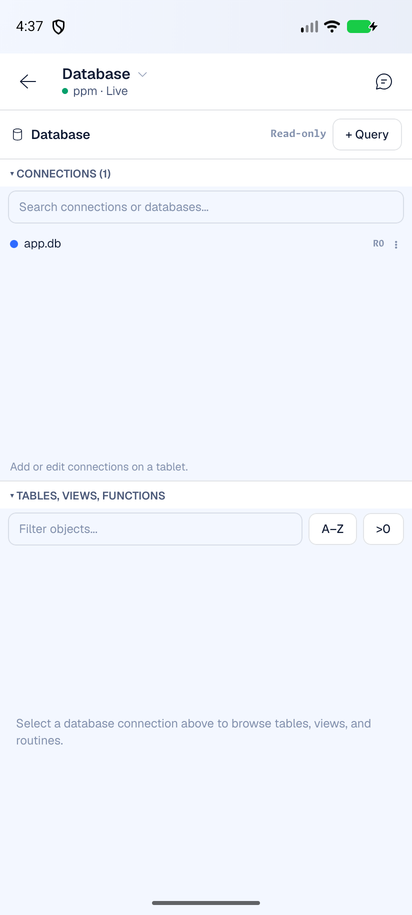 4:37
Database
ppm · Live
Database
Read-only
+ Query
▾ CONNECTIONS (1)
Search connections or databases...
app.db
RO
Add or edit connections on a tablet.
▾ TABLES, VIEWS, FUNCTIONS
Filter objects...
A–Z
>0
Select a database connection above to browse tables, views, and
routines.